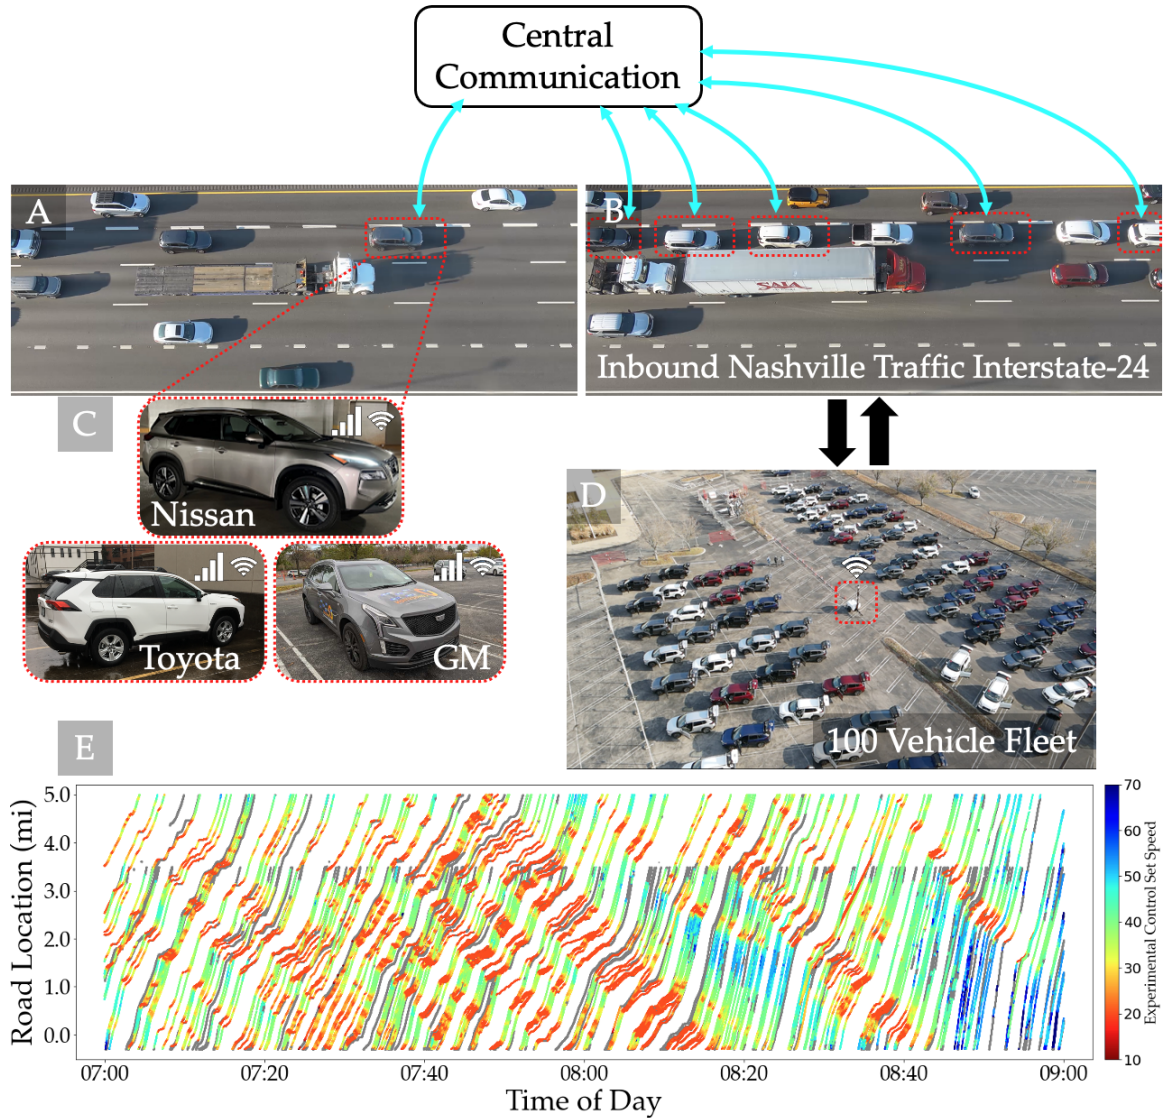 Central
Communication
A
B
SAIA
Inbound Nashville Traffic Interstate-24
C
Nissan
D
Toyota
GM
100 Vehicle Fleet
E
Road Location (mi)
5.0
4.0
3.0
2.0
1.0
0.0
07:00
07:20
07:40
08:00
08:20
08:40
09:00
Time of Day
70
60
50
40
30
20
10
Experimental Control Set Speed